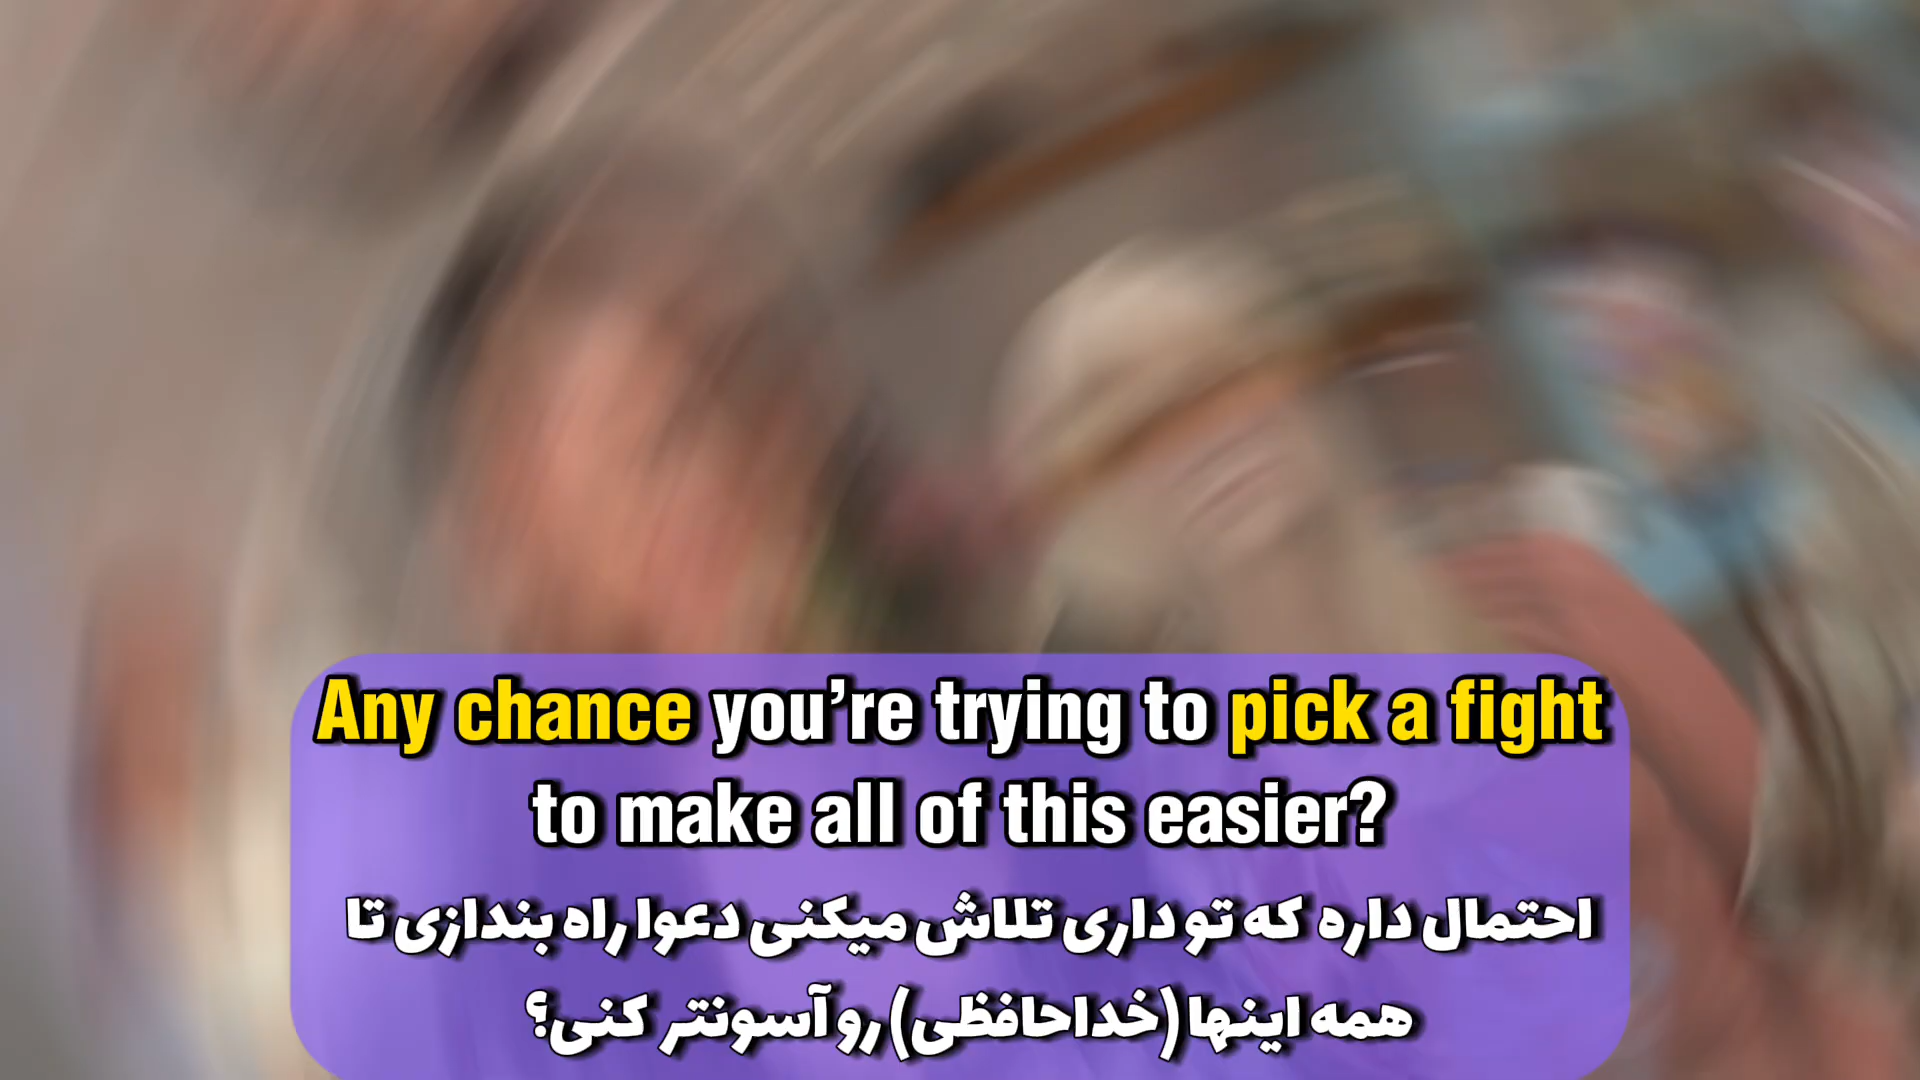 Any chance you’re trying to pick a fight
to make all of this easier?
احتمال داره که تو داری تلاش میکنی دعوا راه بندازی تا
همه اینها (خداحافظی) رو آسونتر کنی؟